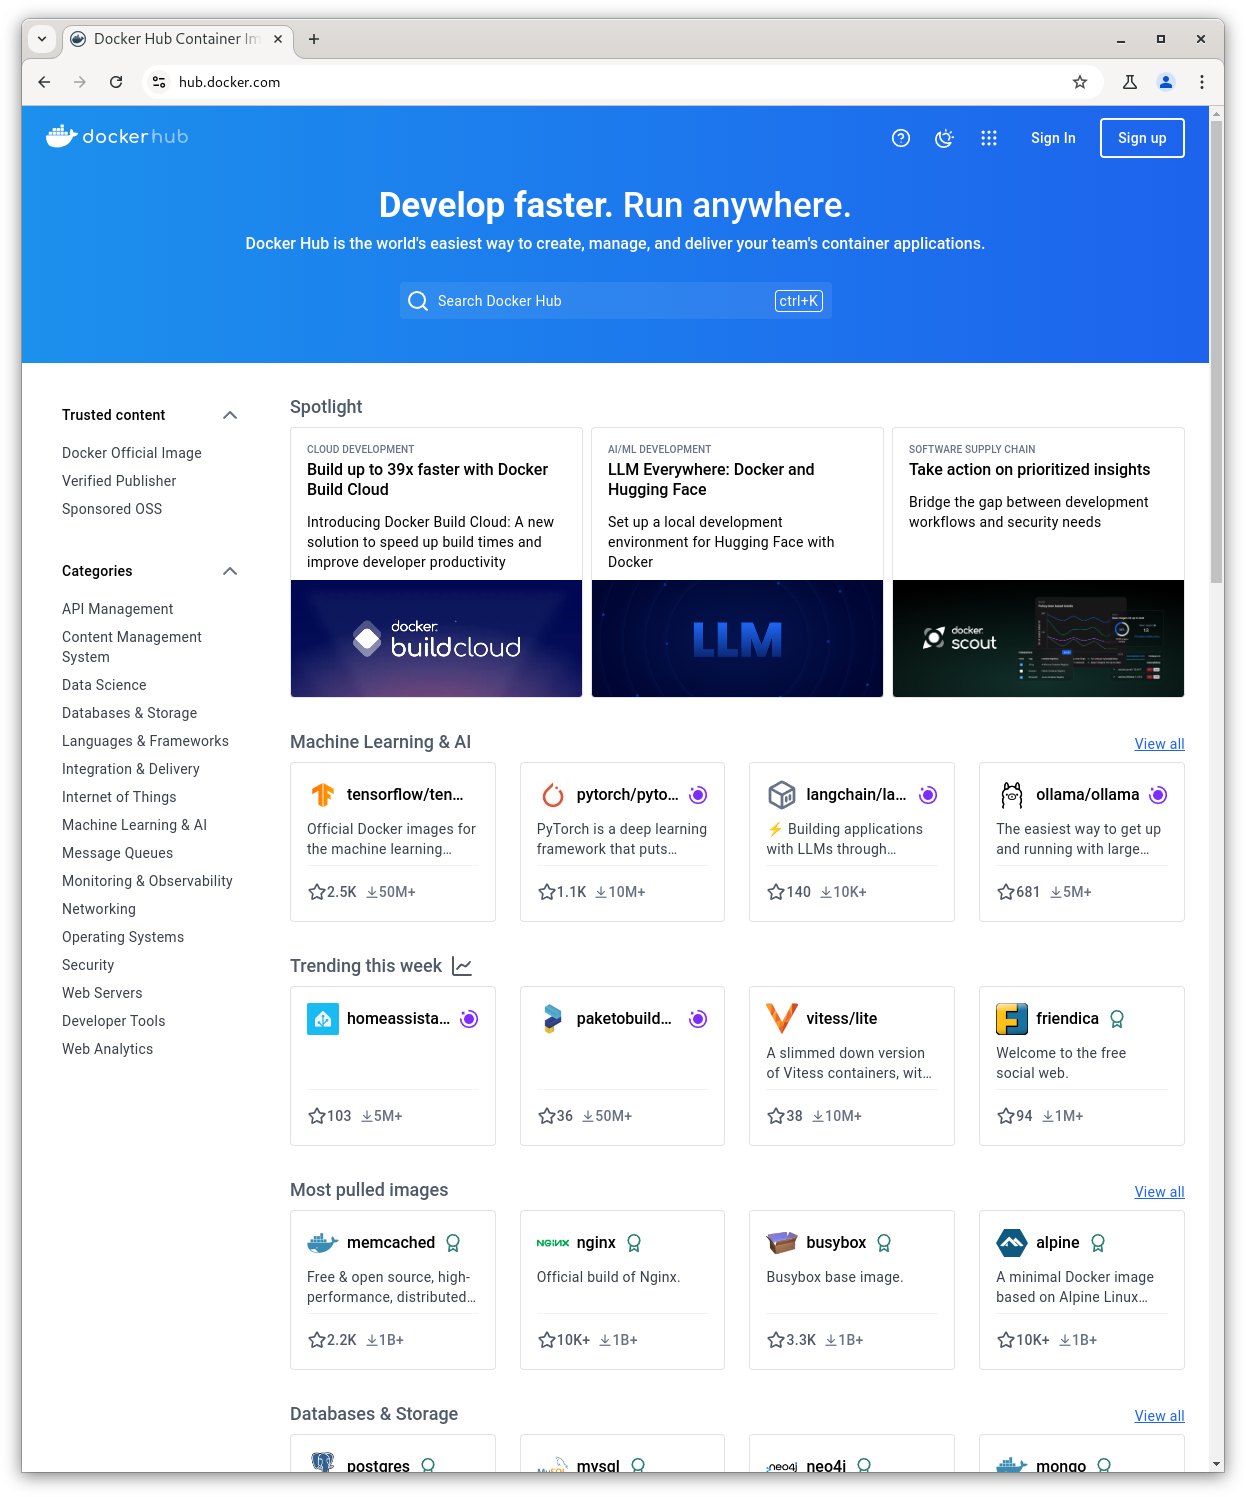 Docker Hub Container Im
hub.docker.com
dockerhub
Sign In
Sign up
Develop faster. Run anywhere.
Docker Hub is the world's easiest way to create, manage, and deliver your team's container applications.
Search Docker Hub
ctrl+K
Trusted content
Docker Official Image
Verified Publisher
Sponsored OSS
Categories
API Management
Content Management
System
Data Science
Databases & Storage
Languages & Frameworks
Integration & Delivery
Internet of Things
Machine Learning & AI
Message Queues
Monitoring & Observability
Networking
Operating Systems
Security
Web Servers
Developer Tools
Web Analytics
Spotlight
CLOUD DEVELOPMENT
Build up to 39x faster with Docker
Build Cloud
Introducing Docker Build Cloud: A new
solution to speed up build times and
improve developer productivity
docker.
buildcloud
AI/ML DEVELOPMENT
LLM Everywhere: Docker and
Hugging Face
Set up a local development
environment for Hugging Face with
Docker
LLM
SOFTWARE SUPPLY CHAIN
Take action on prioritized insights
Bridge the gap between development
workflows and security needs
docker
scout
Machine Learning & AI
View all
tensorflow/ten...
Official Docker images for
the machine learning...
2.5K 50M+
pytorch/pyto...
PyTorch is a deep learning
framework that puts...
1.1K 10M+
langchain/la...
⚡ Building applications
with LLMs through...
140 10K+
ollama/ollama
The easiest way to get up
and running with large...
681 5M+
Trending this week
homeassista...
103 5M+
paketobuild...
36 50M+
vitess/lite
A slimmed down version
of Vitess containers, wit...
38 10M+
friendica
Welcome to the free
social web.
94 1M+
Most pulled images
View all
memcached
Free & open source, high-
performance, distributed...
2.2K 1B+
NGINX
nginx
Official build of Nginx.
10K+ 1B+
busybox
Busybox base image.
3.3K 1B+
alpine
A minimal Docker image
based on Alpine Linux...
10K+ 1B+
Databases & Storage
View all
postgres
MySQL
mysql
neo4j
neo4j
mongo